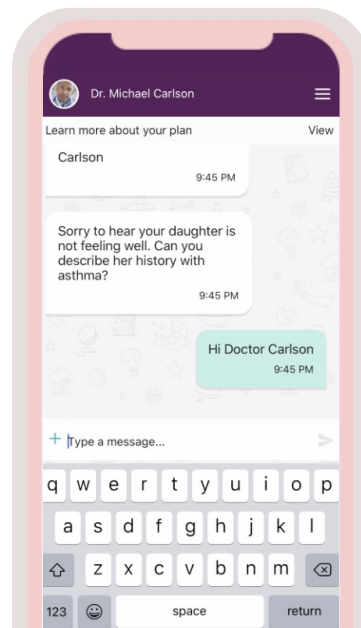 Dr. Michael Carlson
Learn more about your plan View
Carlson
9:45 PM
Sorry to hear your daughter is
not feeling well. Can you
describe her history with
asthma?
9:45 PM
Hi Doctor Carlson
9:45 PM
+ Type a message...
q w e r t y u i o p
a s d f g h j k l
z x c v b n m
123 space return